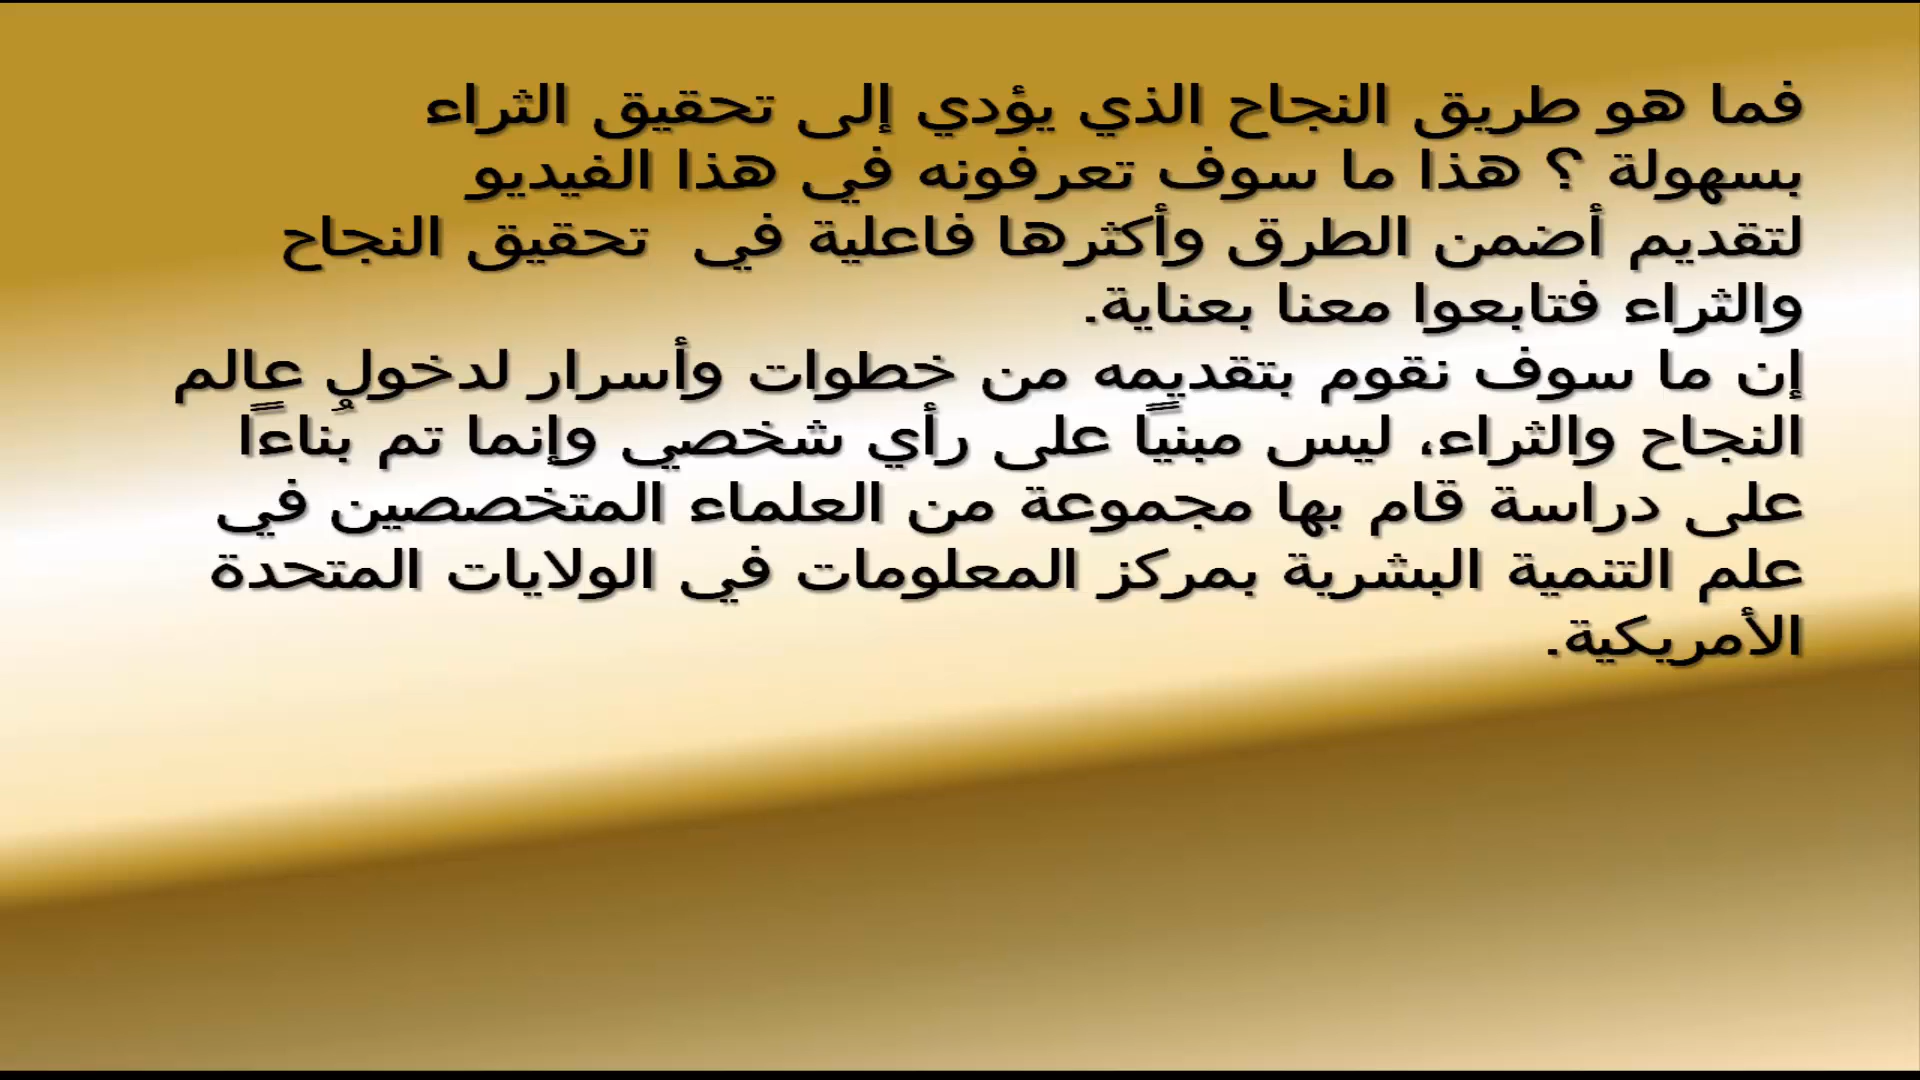 فما هو طريق النجاح الذي يؤدي إلى تحقيق الثراء
بسهولة ؟ هذا ما سوف تعرفونه في هذا الفيديو
لتقديم أضمن الطرق وأكثرها فاعلية في  تحقيق النجاح
والثراء فتابعوا معنا بعناية.
إن ما سوف نقوم بتقديمه من خطوات وأسرار لدخول عالم
النجاح والثراء، ليس مبنيًا على رأي شخصي وإنما تم بُناءًا
على دراسة قام بها مجموعة من العلماء المتخصصين في
علم التنمية البشرية بمركز المعلومات في الولايات المتحدة
الأمريكية.